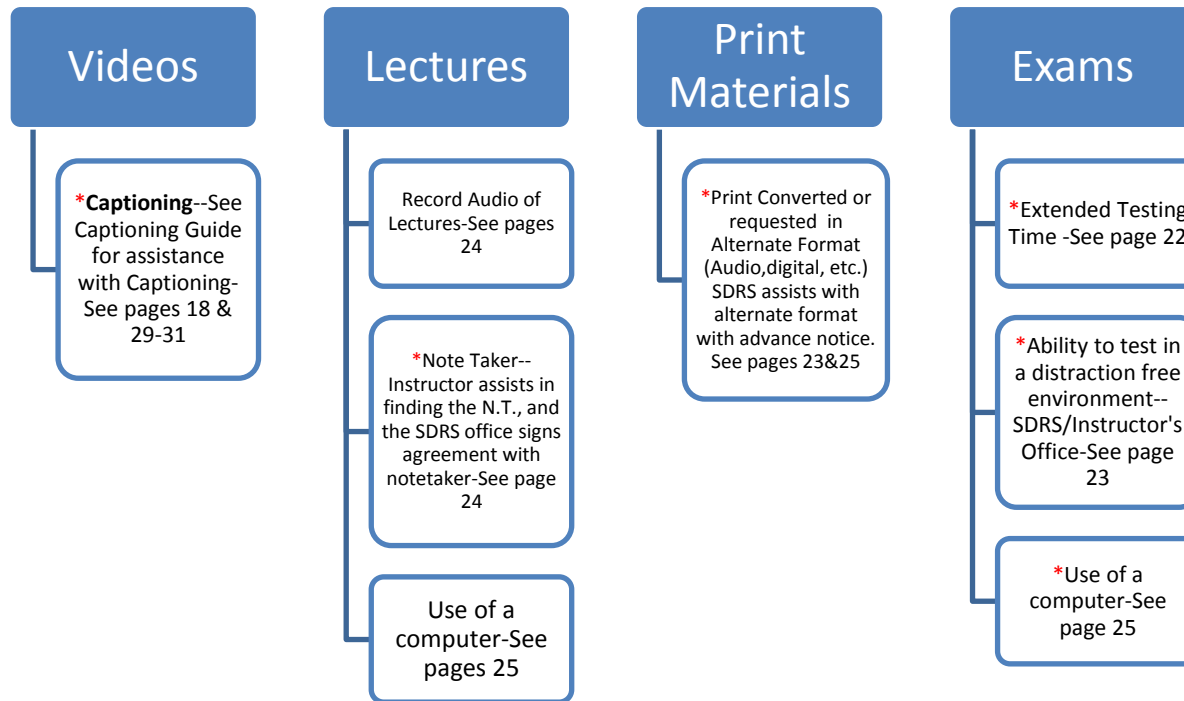 Videos
*Captioning--See
Captioning Guide
for assistance
with Captioning-
See pages 18 &
29-31
Lectures
Record Audio of
Lectures-See pages
24
*Note Taker--
Instructor assists in
finding the N.T., and
the SDRS office signs
agreement with
notetaker-See page
24
Use of a
computer-See
pages 25
Print
Materials
*Print Converted or
requested in
Alternate Format
(Audio,digital, etc.)
SDRS assists with
alternate format
with advance notice.
See pages 23&25
Exams
*Extended Testing
Time -See page 22
*Ability to test in
a distraction free
environment--
SDRS/Instructor's
Office-See page
23
*Use of a
computer-See
page 25